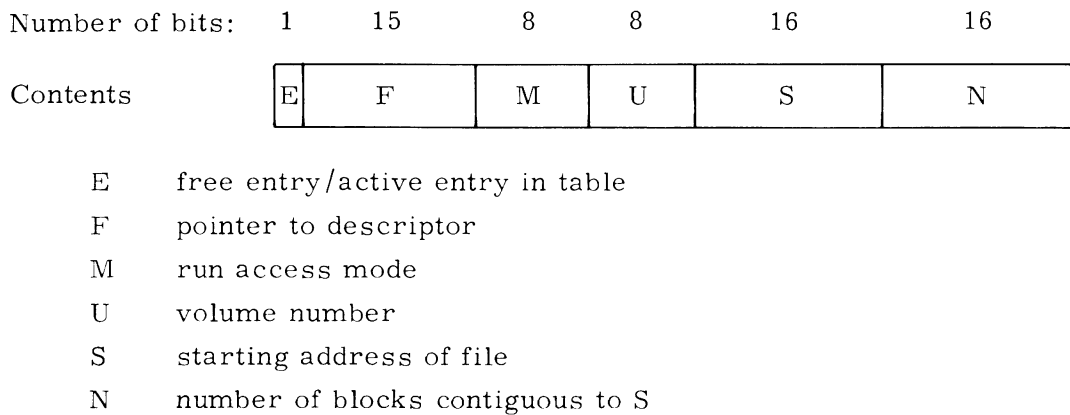 Number of bits: 1 15 8 8 16 16
Contents E F M U S N
E free entry/active entry in table
F pointer to descriptor
M run access mode
U volume number
S starting address of file
N number of blocks contiguous to S